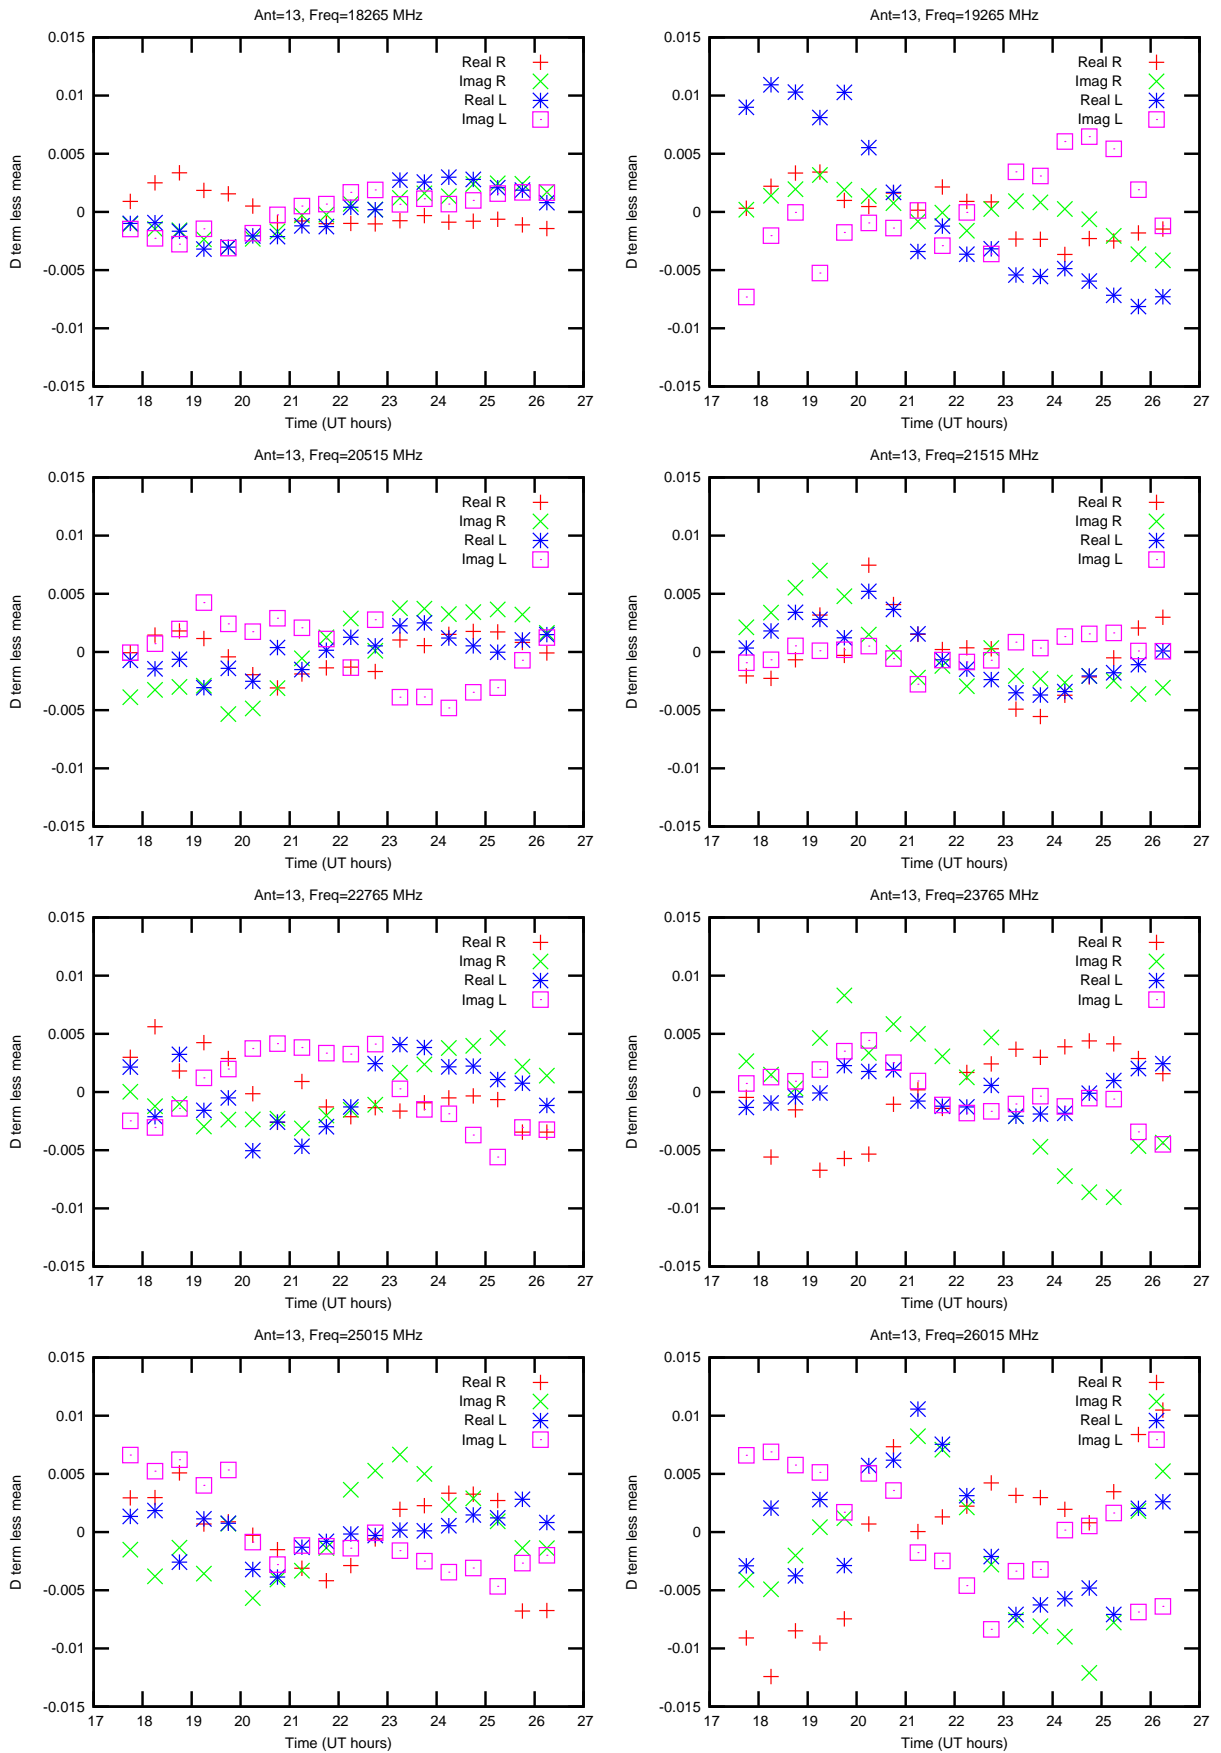 Ant=13, Freq=18265 MHz
0.015
0.01
0.005
0
-0.005
-0.01
-0.015
D term less mean
Real R
Imag R
Real L
Imag L
17 18 19 20 21 22 23 24 25 26 27
Time (UT hours)
Ant=13, Freq=19265 MHz
0.015
0.01
0.005
0
-0.005
-0.01
-0.015
D term less mean
Real R
Imag R
Real L
Imag L
17 18 19 20 21 22 23 24 25 26 27
Time (UT hours)
Ant=13, Freq=20515 MHz
0.015
0.01
0.005
0
-0.005
-0.01
-0.015
D term less mean
Real R
Imag R
Real L
Imag L
17 18 19 20 21 22 23 24 25 26 27
Time (UT hours)
Ant=13, Freq=21515 MHz
0.015
0.01
0.005
0
-0.005
-0.01
-0.015
D term less mean
Real R
Imag R
Real L
Imag L
17 18 19 20 21 22 23 24 25 26 27
Time (UT hours)
Ant=13, Freq=22765 MHz
0.015
0.01
0.005
0
-0.005
-0.01
-0.015
D term less mean
Real R
Imag R
Real L
Imag L
17 18 19 20 21 22 23 24 25 26 27
Time (UT hours)
Ant=13, Freq=23765 MHz
0.015
0.01
0.005
0
-0.005
-0.01
-0.015
D term less mean
Real R
Imag R
Real L
Imag L
17 18 19 20 21 22 23 24 25 26 27
Time (UT hours)
Ant=13, Freq=25015 MHz
0.015
0.01
0.005
0
-0.005
-0.01
-0.015
D term less mean
Real R
Imag R
Real L
Imag L
17 18 19 20 21 22 23 24 25 26 27
Time (UT hours)
Ant=13, Freq=26015 MHz
0.015
0.01
0.005
0
-0.005
-0.01
-0.015
D term less mean
Real R
Imag R
Real L
Imag L
17 18 19 20 21 22 23 24 25 26 27
Time (UT hours)